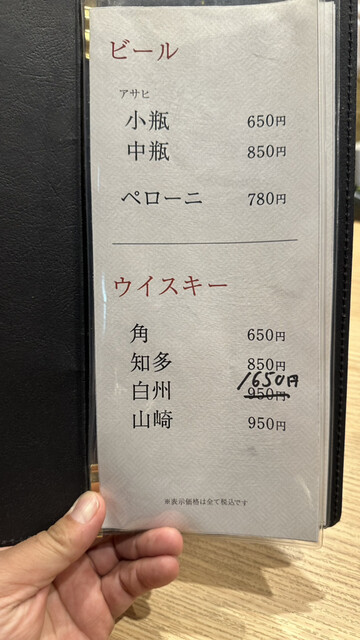 ビール
アサヒ
小瓶 650円
中瓶 850円
ペローニ 780円
ウイスキー
角 650円
知多 850円
1650円
白州 950円
山崎 950円
※表示価格は全て税込です